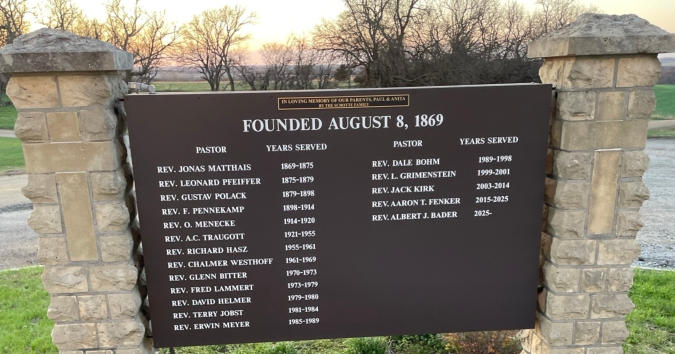 IN LOVING MEMORY OF OUR PARENTS, PAUL & ANITA
BY THE SCHOTTE FAMILY
FOUNDED AUGUST 8, 1869
PASTOR YEARS SERVED
REV. JONAS MATTHAIS 1869-1875
REV. LEONARD PFEIFFER 1875-1879
REV. GUSTAV POLACK 1879-1898
REV. F. PENNEKAMP 1898-1914
REV. O. MENECKE 1914-1920
REV. A.C. TRAUGOTT 1921-1955
REV. RICHARD HASZ 1955-1961
REV. CHALMER WESTHOFF 1961-1969
REV. GLENN BITTER 1970-1973
REV. FRED LAMMERT 1973-1979
REV. DAVID HELMER 1979-1980
REV. TERRY JOBST 1981-1984
REV. ERWIN MEYER 1985-1989
PASTOR YEARS SERVED
REV. DALE BOHM 1989-1998
REV. L. GRIMENSTEIN 1999-2001
REV. JACK KIRK 2003-2014
REV. AARON T. FENKER 2015-2025
REV. ALBERT J. BADER 2025-